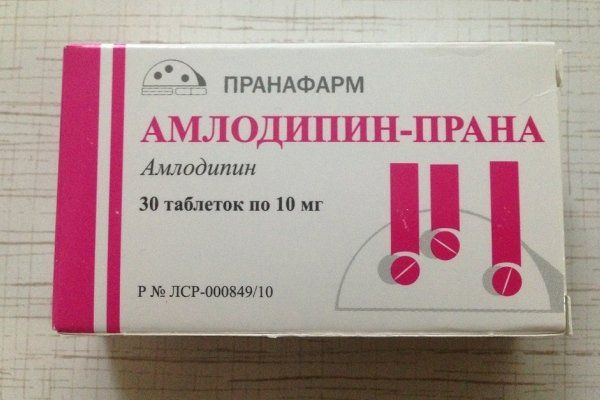 ПРАНАФАРМ
АМЛОДИПИН-ПРАНА
Амлодипин
30 таблеток по 10 мг
Р № ЛСР-000849/10